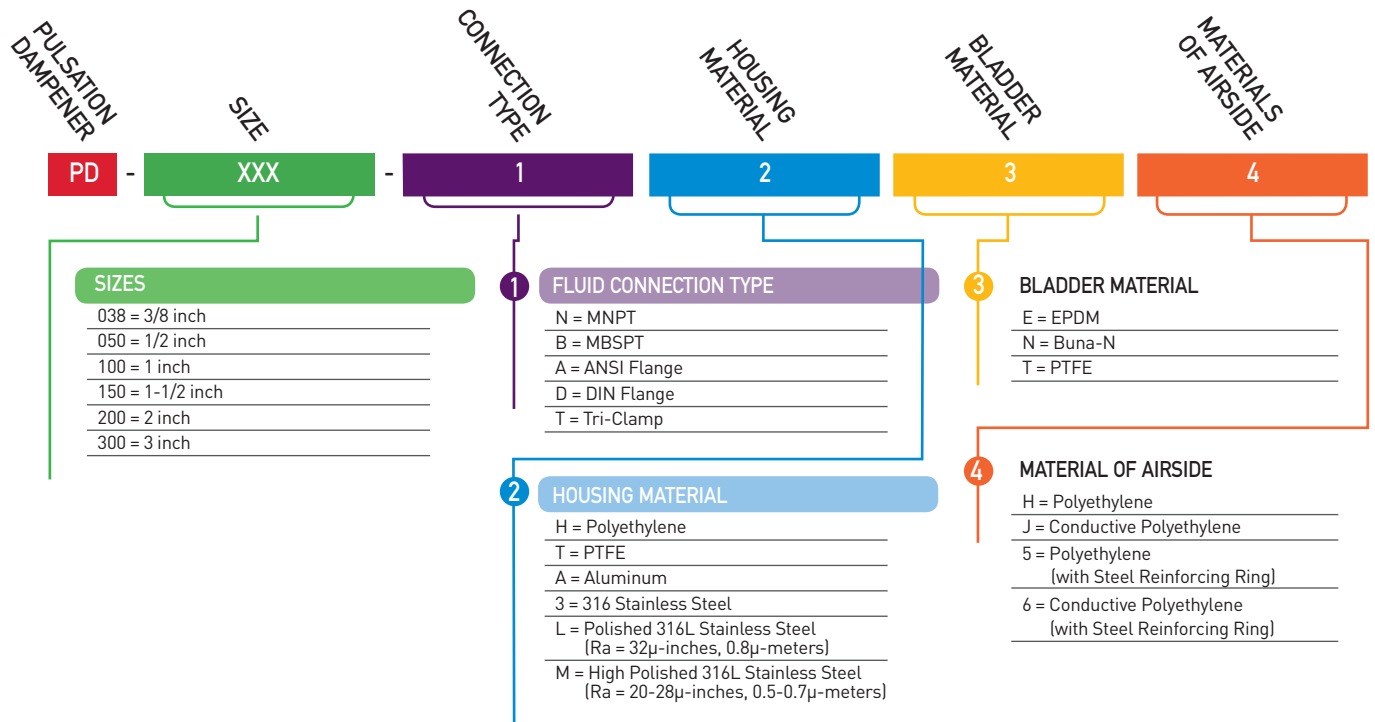 PULSATION
DAMPENER
SIZE
CONNECTION
TYPE
HOUSING
MATERIAL
BLADDER
MATERIAL
MATERIALS
OF AIRSIDE
PD - XXX - 1 2 3 4
SIZES
038 = 3/8 inch
050 = 1/2 inch
100 = 1 inch
150 = 1-1/2 inch
200 = 2 inch
300 = 3 inch
1 FLUID CONNECTION TYPE
N = MNPT
B = MBSPT
A = ANSI Flange
D = DIN Flange
T = Tri-Clamp
2 HOUSING MATERIAL
H = Polyethylene
T = PTFE
A = Aluminum
3 = 316 Stainless Steel
L = Polished 316L Stainless Steel
(Ra = 32µ-inches, 0.8µ-meters)
M = High Polished 316L Stainless Steel
(Ra = 20-28µ-inches, 0.5-0.7µ-meters)
3 BLADDER MATERIAL
E = EPDM
N = Buna-N
T = PTFE
4 MATERIAL OF AIRSIDE
H = Polyethylene
J = Conductive Polyethylene
5 = Polyethylene
(with Steel Reinforcing Ring)
6 = Conductive Polyethylene
(with Steel Reinforcing Ring)